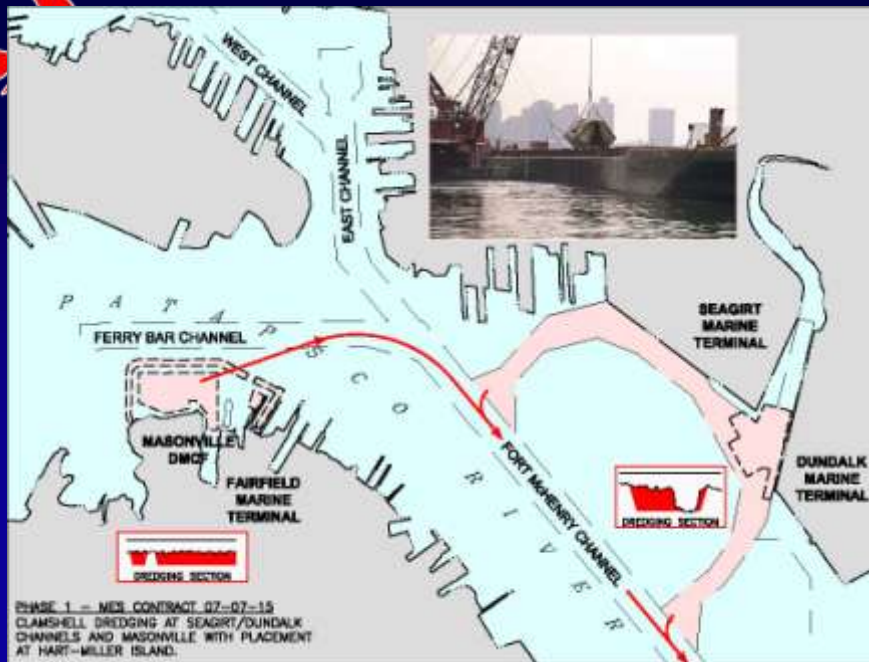 WEST CHANNEL
EAST CHANNEL
SEAGIRT
MARINE
TERMINAL
PATAPSCO RIVER
FERRY BAR CHANNEL
MASONVILLE
DMCF
FAIRFIELD
MARINE
TERMINAL
FORT McHENRY CHANNEL
DUNDALK
MARINE
TERMINAL
DREDGING SECTION
DREDGING SECTION
PHASE 1 - MES CONTRACT 07-07-15
CLAMSHELL DREDGING AT SEAGIRT/DUNDALK
CHANNELS AND MASONVILLE WITH PLACEMENT
AT HART-MILLER ISLAND.